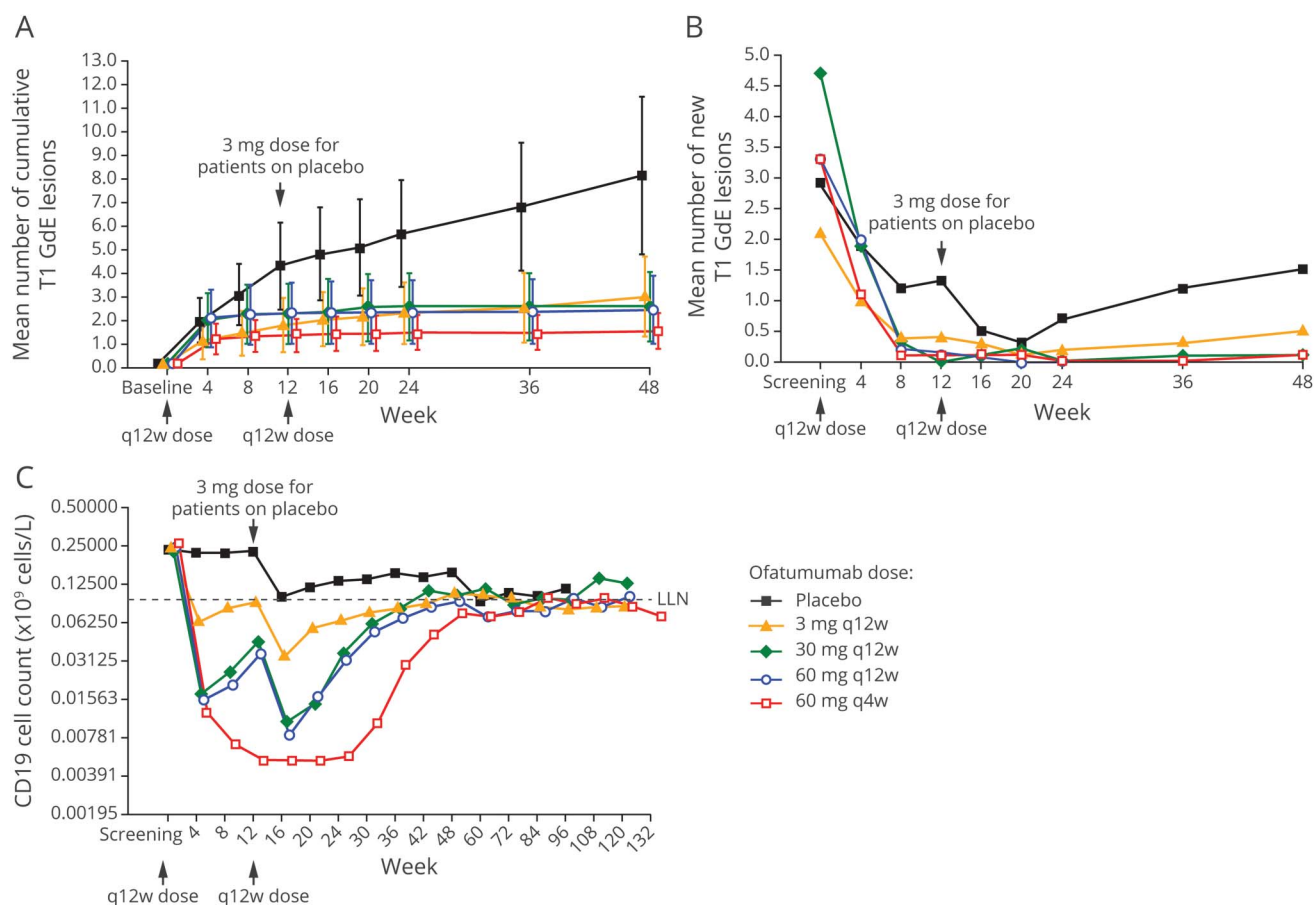 A
Mean number of cumulative
T1 GdE lesions
13.0
12.0
11.0
10.0
9.0
8.0
7.0
6.0
5.0
4.0
3.0
2.0
1.0
0.0
3 mg dose for
patients on placebo
Baseline 4 8 12 16 20 24 36 48
Week
q12w dose q12w dose
B
Mean number of new
T1 GdE lesions
5.0
4.5
4.0
3.5
3.0
2.5
2.0
1.5
1.0
0.5
0.0
3 mg dose for
patients on placebo
Screening 4 8 12 16 20 24 36 48
Week
q12w dose q12w dose
C
CD19 cell count (x10⁹ cells/L)
0.50000
0.25000
0.12500
0.06250
0.03125
0.01563
0.00781
0.00391
0.00195
3 mg dose for
patients on placebo
LLN
Screening 4 8 12 16 20 24 30 36 42 48 60 72 84 96 108 120 132
Week
q12w dose q12w dose
Ofatumumab dose:
Placebo
3 mg q12w
30 mg q12w
60 mg q12w
60 mg q4w